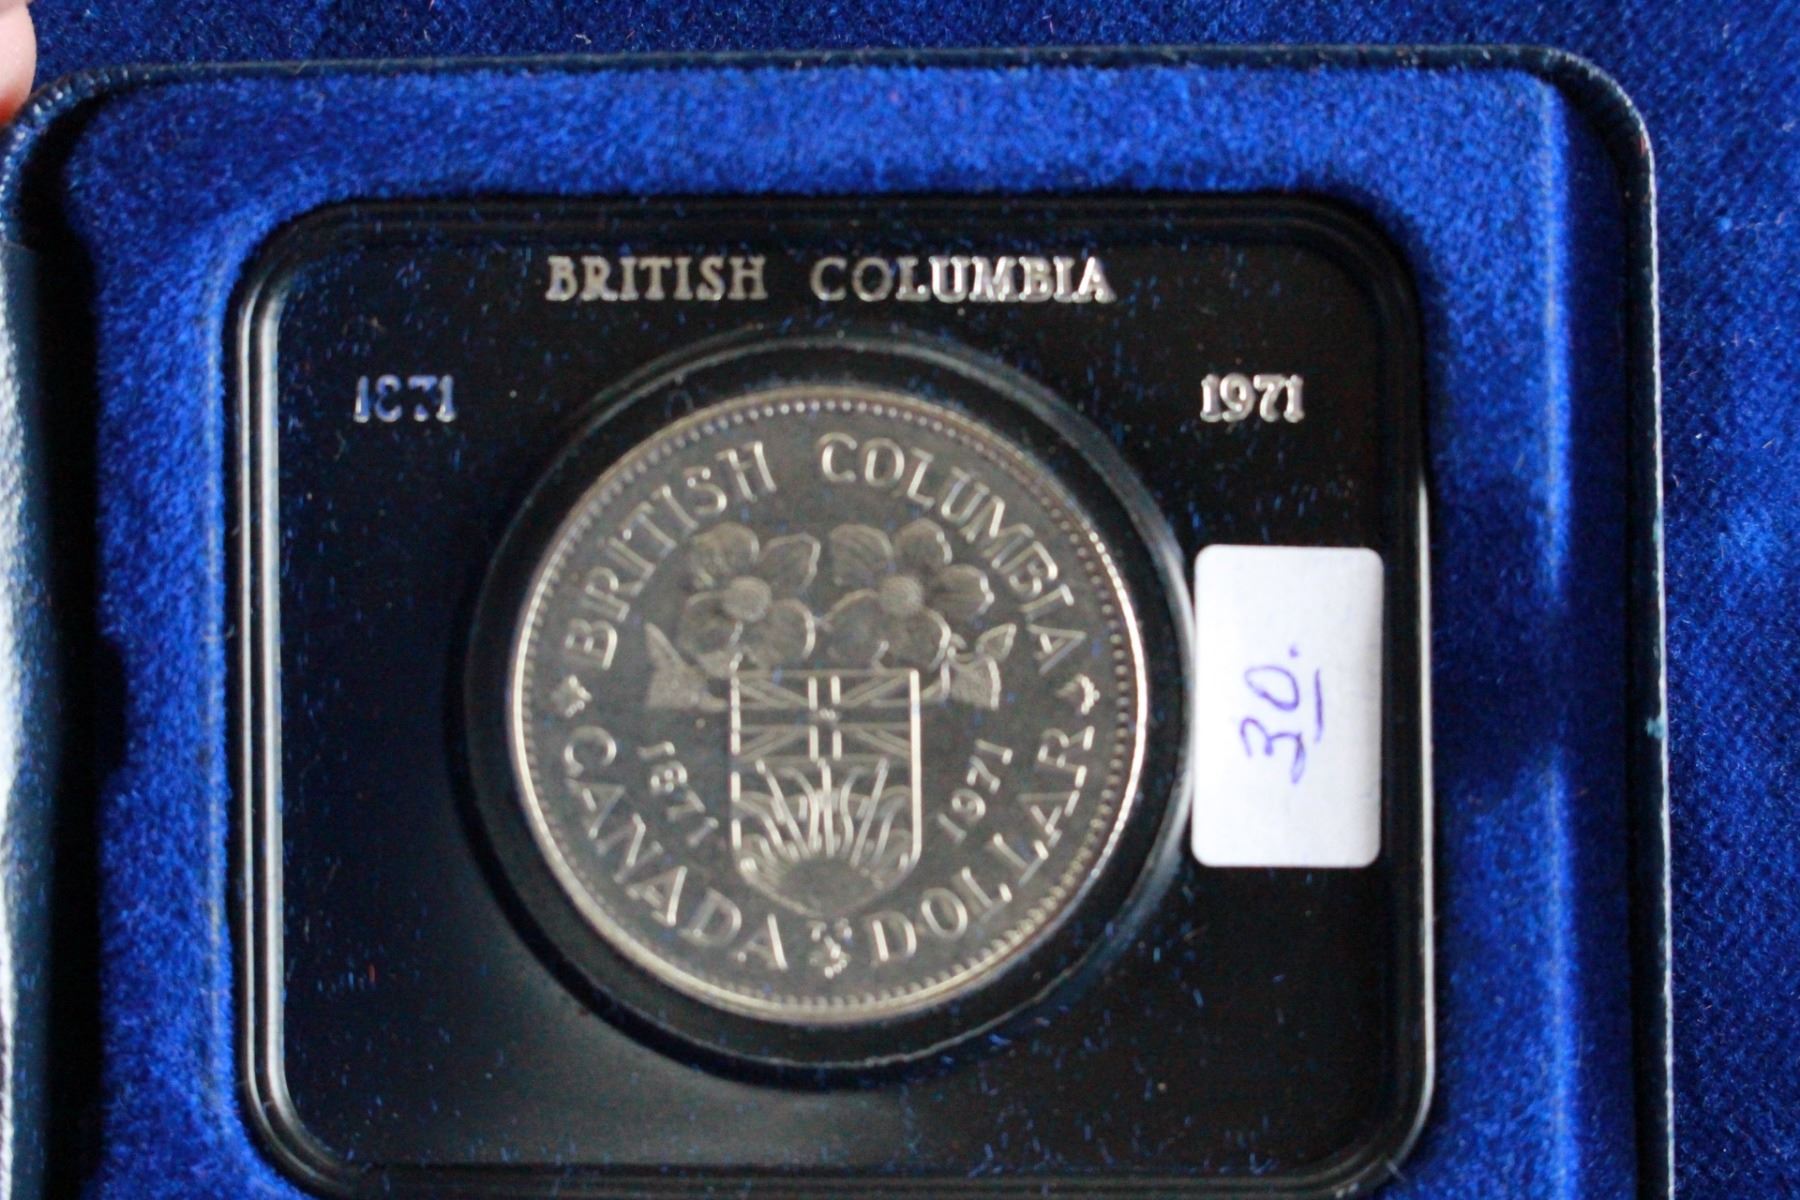 BRITISH COLUMBIA
1871 1971
BRITISH COLUMBIA
1871 1971
CANADA DOLLAR
30.